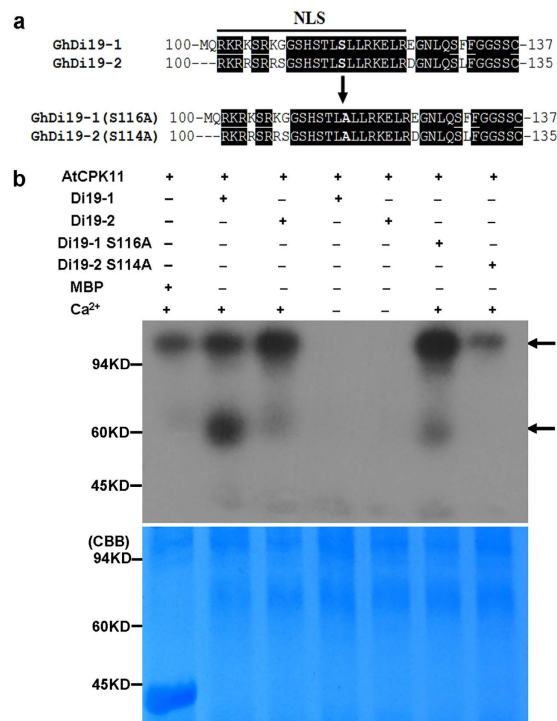 a
NLS
GhDi19-1 100-MQRKRKSRKGGSHSTLSLLRKELREGNLQSFFGGSSC-137
GhDi19-2 100---RKRRSRSGSHSTLSLLRKELRDGNLQSLFGGSSC-135
GhDi19-1(S116A) 100-MQRKRKSRKGGSHSTLALLRKELREGNLQSFFGGSSC-137
GhDi19-2(S114A) 100---RKRRSRSGSHSTLALLRKELRDGNLQSLFGGSSC-135
b
AtCPK11 + + + + + + +
Di19-1 – + – + – – –
Di19-2 – – + – + – –
Di19-1 S116A – – – – – + –
Di19-2 S114A – – – – – – +
MBP + – – – – – –
Ca²⁺ + + + – – + +
94KD
60KD
45KD
(CBB)
94KD
60KD
45KD